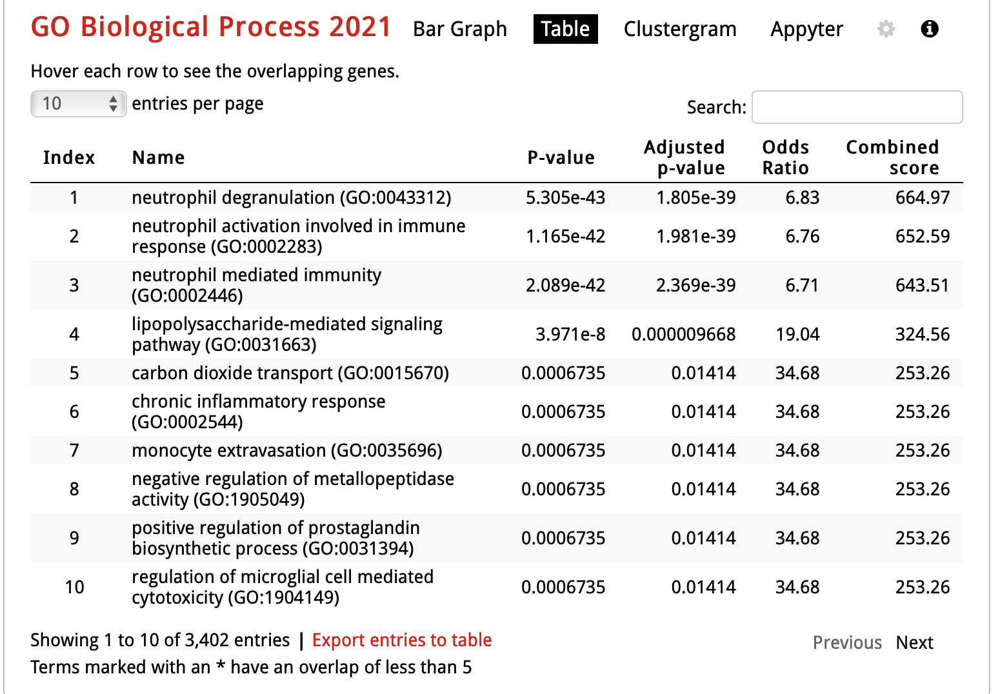 GO Biological Process 2021 Bar Graph Table Clustergram Appyter
Hover each row to see the overlapping genes.
10 entries per page
Search:
Index Name P-value Adjusted p-value Odds Ratio Combined score
1 neutrophil degranulation (GO:0043312) 5.305e-43 1.805e-39 6.83 664.97
2 neutrophil activation involved in immune response (GO:0002283) 1.165e-42 1.981e-39 6.76 652.59
3 neutrophil mediated immunity (GO:0002446) 2.089e-42 2.369e-39 6.71 643.51
4 lipopolysaccharide-mediated signaling pathway (GO:0031663) 3.971e-8 0.000009668 19.04 324.56
5 carbon dioxide transport (GO:0015670) 0.0006735 0.01414 34.68 253.26
6 chronic inflammatory response (GO:0002544) 0.0006735 0.01414 34.68 253.26
7 monocyte extravasation (GO:0035696) 0.0006735 0.01414 34.68 253.26
8 negative regulation of metallopeptidase activity (GO:1905049) 0.0006735 0.01414 34.68 253.26
9 positive regulation of prostaglandin biosynthetic process (GO:0031394) 0.0006735 0.01414 34.68 253.26
10 regulation of microglial cell mediated cytotoxicity (GO:1904149) 0.0006735 0.01414 34.68 253.26
Showing 1 to 10 of 3,402 entries | Export entries to table
Previous Next
Terms marked with an * have an overlap of less than 5